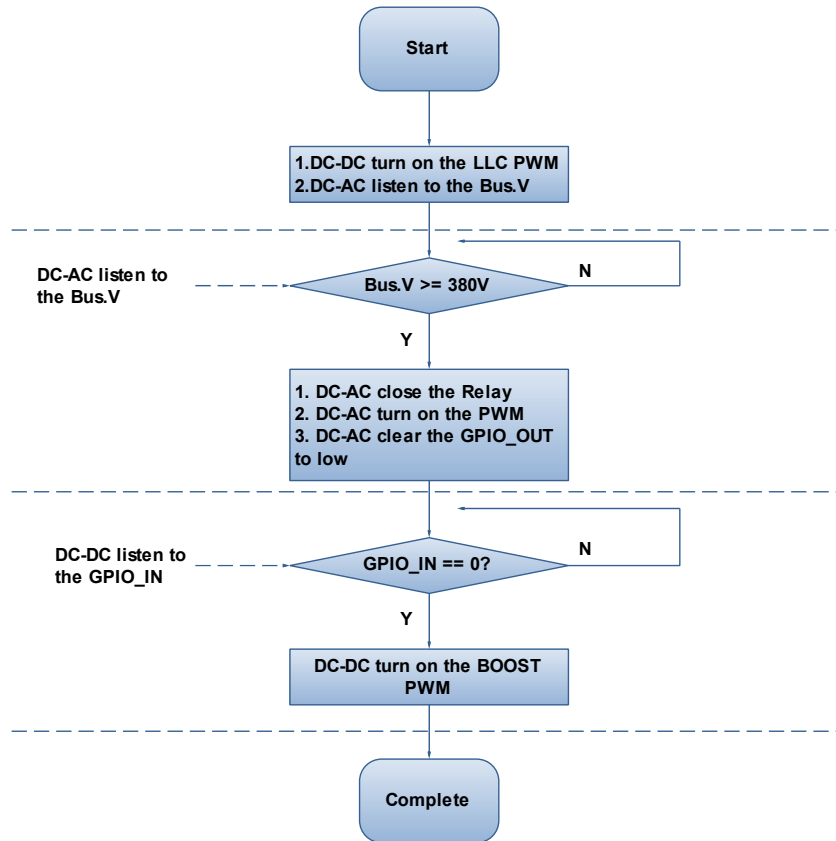 Start
1.DC-DC turn on the LLC PWM
2.DC-AC listen to the Bus.V
DC-AC listen to
the Bus.V
Bus.V >= 380V
N
Y
1. DC-AC close the Relay
2. DC-AC turn on the PWM
3. DC-AC clear the GPIO_OUT
to low
DC-DC listen to
the GPIO_IN
GPIO_IN == 0?
N
Y
DC-DC turn on the BOOST
PWM
Complete